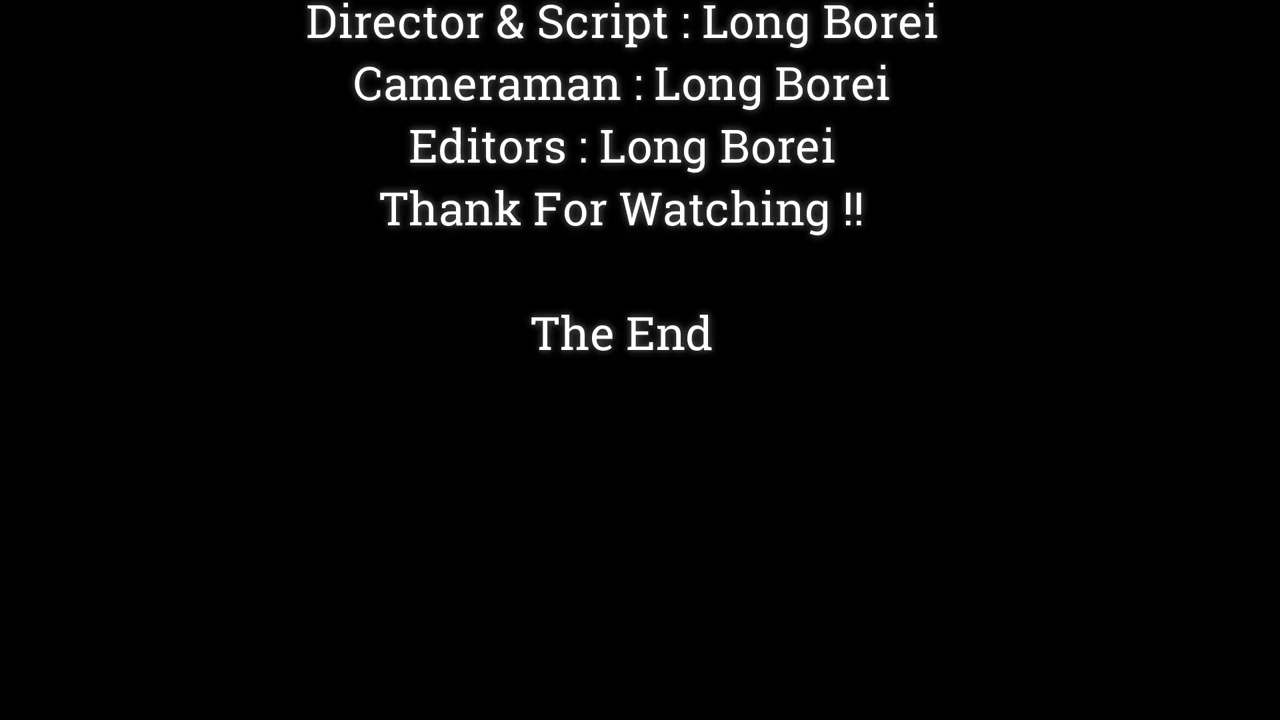 Director & Script : Long Borei
Cameraman : Long Borei
Editors : Long Borei
Thank For Watching !!
The End